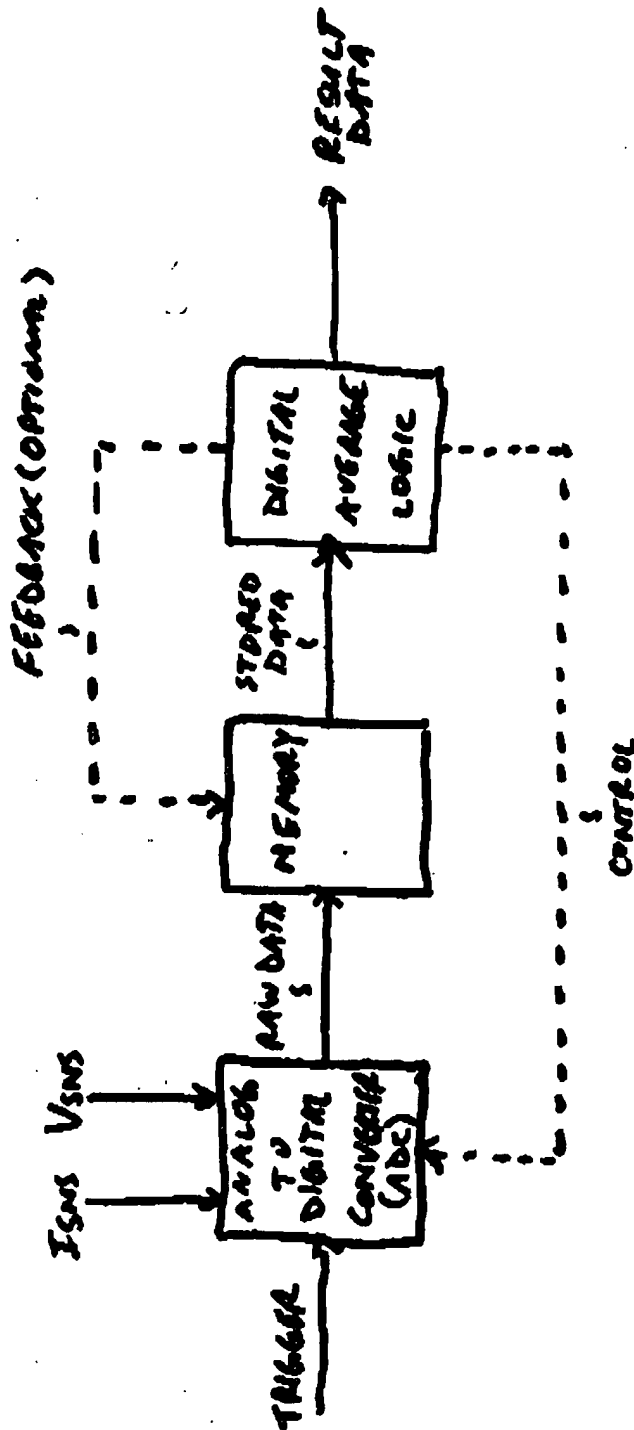 FEEDBACK (OPTIONAL)
ISNS
VSNS
TRIGGER
ANALOG
TO
DIGITAL
CONVERTER
(ADC)
RAW DATA
MEMORY
STORED
DATA
DIGITAL
AVERAGE
LOGIC
RESULT
DATA
CONTROL